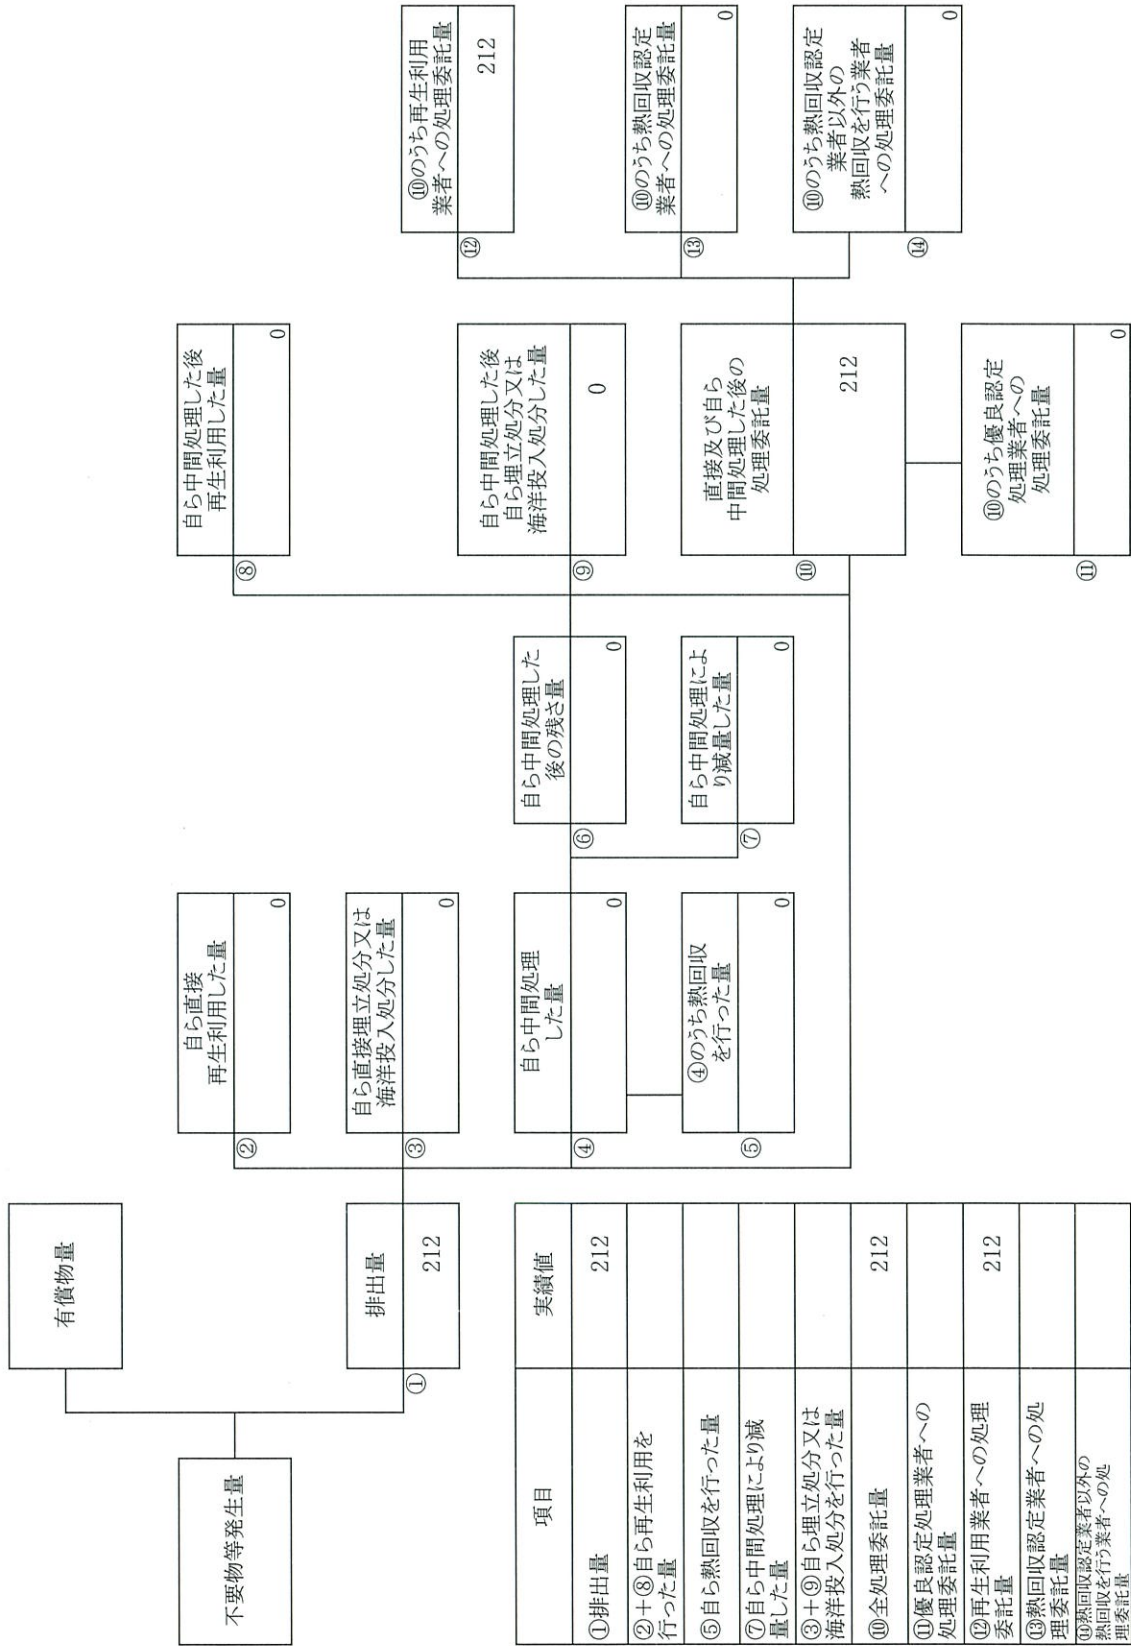 不要物等発生量
有償物量
排出量
①
212
自ら直接
再生利用した量
②
0
自ら直接埋立処分又は
海洋投入処分した量
③
0
自ら中間処理
した量
④
0
④のうち熱回収
を行った量
⑤
0
自ら中間処理した
後の残さ量
⑥
0
自ら中間処理によ
り減量した量
⑦
0
自ら中間処理した後
再生利用した量
⑧
0
自ら中間処理した後
自ら埋立処分又は
海洋投入処分した量
⑨
0
直接及び自ら
中間処理した後の
処理委託量
⑩
212
⑩のうち優良認定
処理業者への
処理委託量
⑪
0
⑩のうち再生利用
業者への処理委託量
⑫
212
⑩のうち熱回収認定
業者への処理委託量
⑬
0
⑩のうち熱回収認定
業者以外の
熱回収を行う業者
への処理委託量
⑭
0
項目 実績値
①排出量 212
②+⑧自ら再生利用を
行った量
⑤自ら熱回収を行った量
⑦自ら中間処理により減
量した量
③+⑨自ら埋立処分又は
海洋投入処分を行った量
⑩全処理委託量 212
⑪優良認定処理業者への
処理委託量
⑫再生利用業者への処理
委託量 212
⑬熱回収認定業者への処
理委託量
⑭熱回収認定業者以外の
熱回収を行う業者への処
理委託量